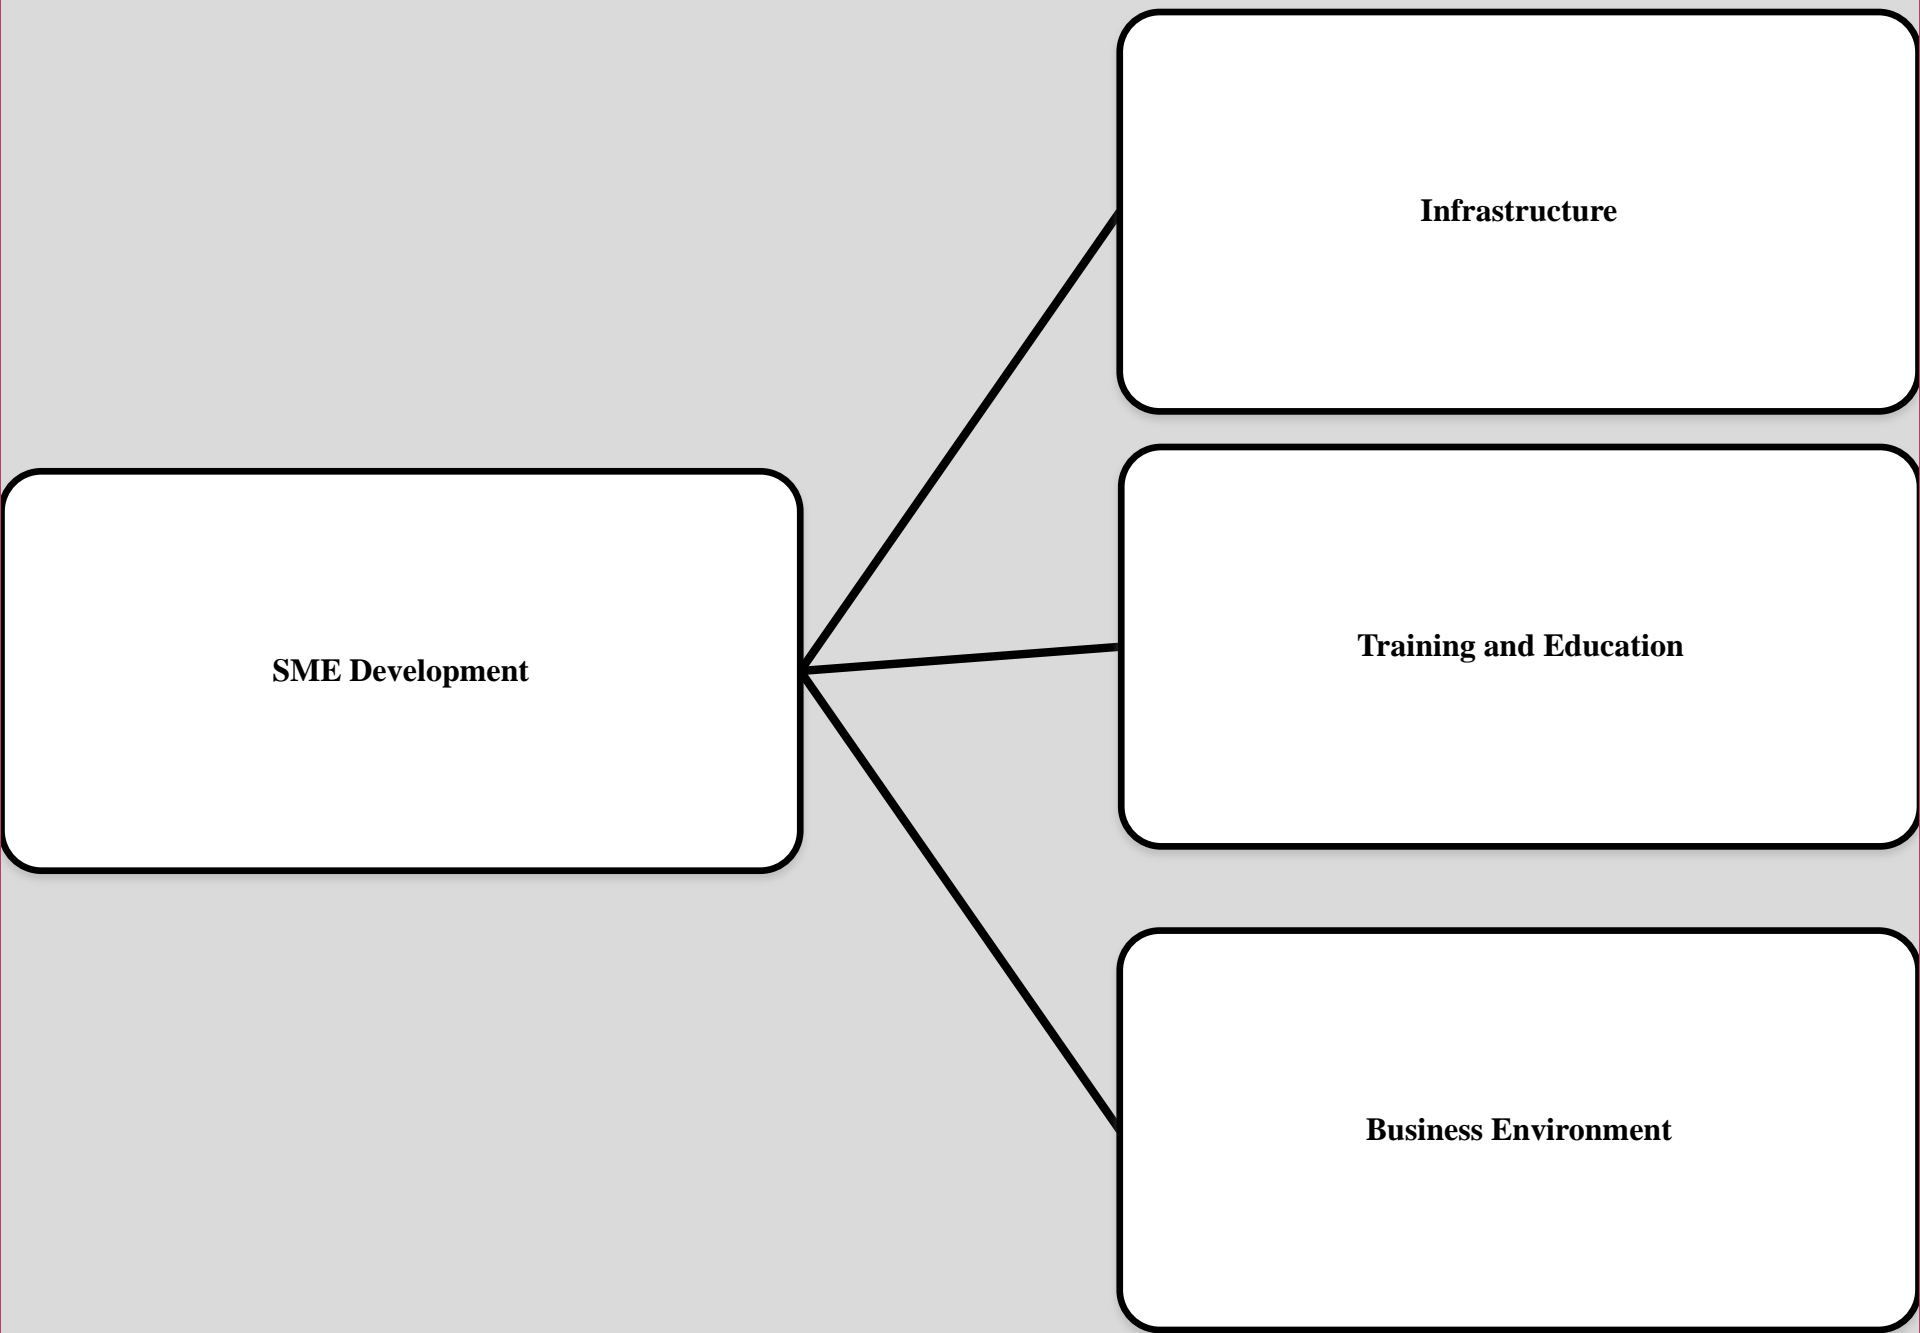 Infrastructure
Training and Education
SME Development
Business Environment